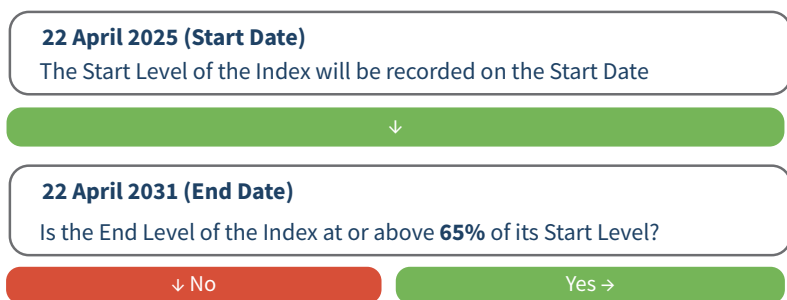 22 April 2025 (Start Date)
The Start Level of the Index will be recorded on the Start Date
↓
22 April 2031 (End Date)
Is the End Level of the Index at or above 65% of its Start Level?
↓ No
Yes →